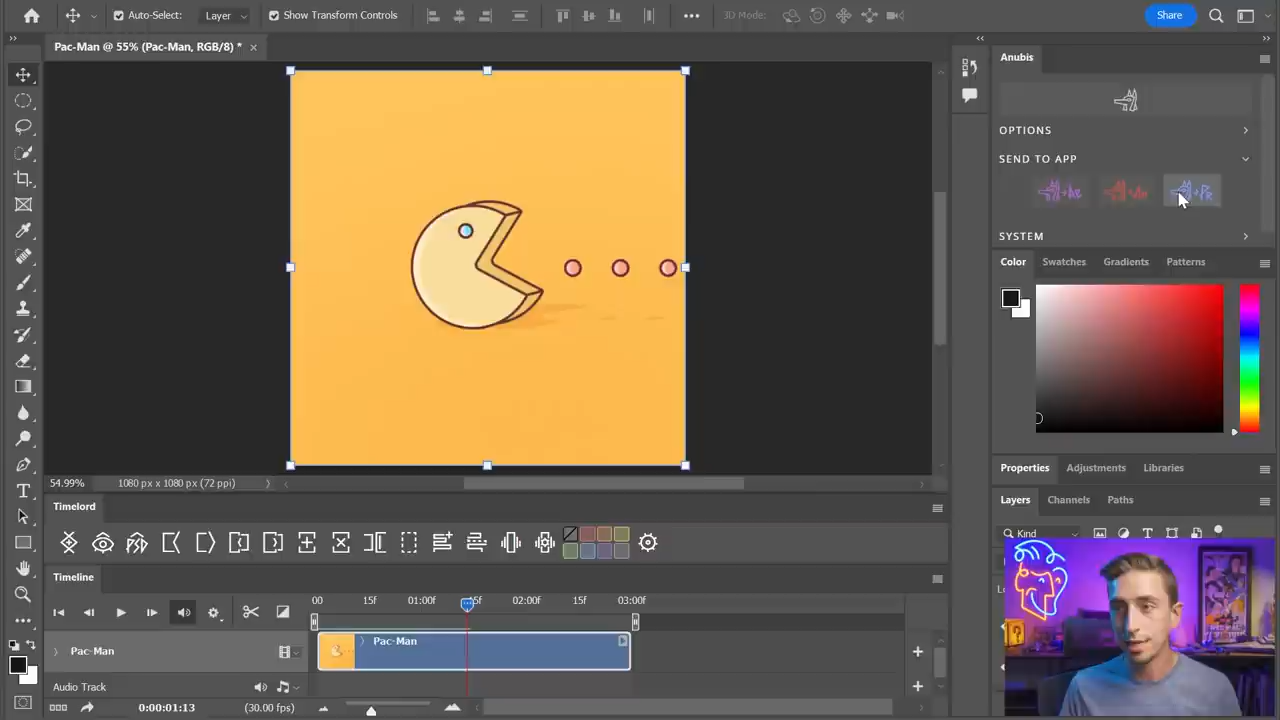 Auto-Select: Layer Show Transform Controls 3D Mode: Share
Pac-Man @ 55% (Pac-Man, RGB/8) *
Anubis
OPTIONS
SEND TO APP
SYSTEM
Color Swatches Gradients Patterns
Properties Adjustments Libraries
54.99% 1080 px x 1080 px (72 ppi)
Layers Channels Paths
Timelord
Kind
Timeline
00 15f 01:00f 15f 02:00f 15f 03:00f
Pac-Man
Pac-Man
Audio Track
0:00:01:13 (30.00 fps)